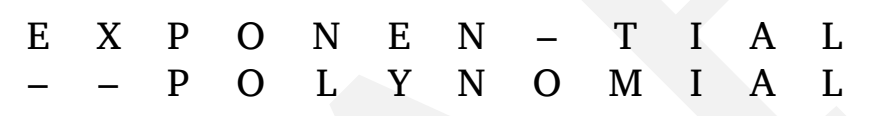 E X P O N E N – T I A L
– – P O L Y N O M I A L